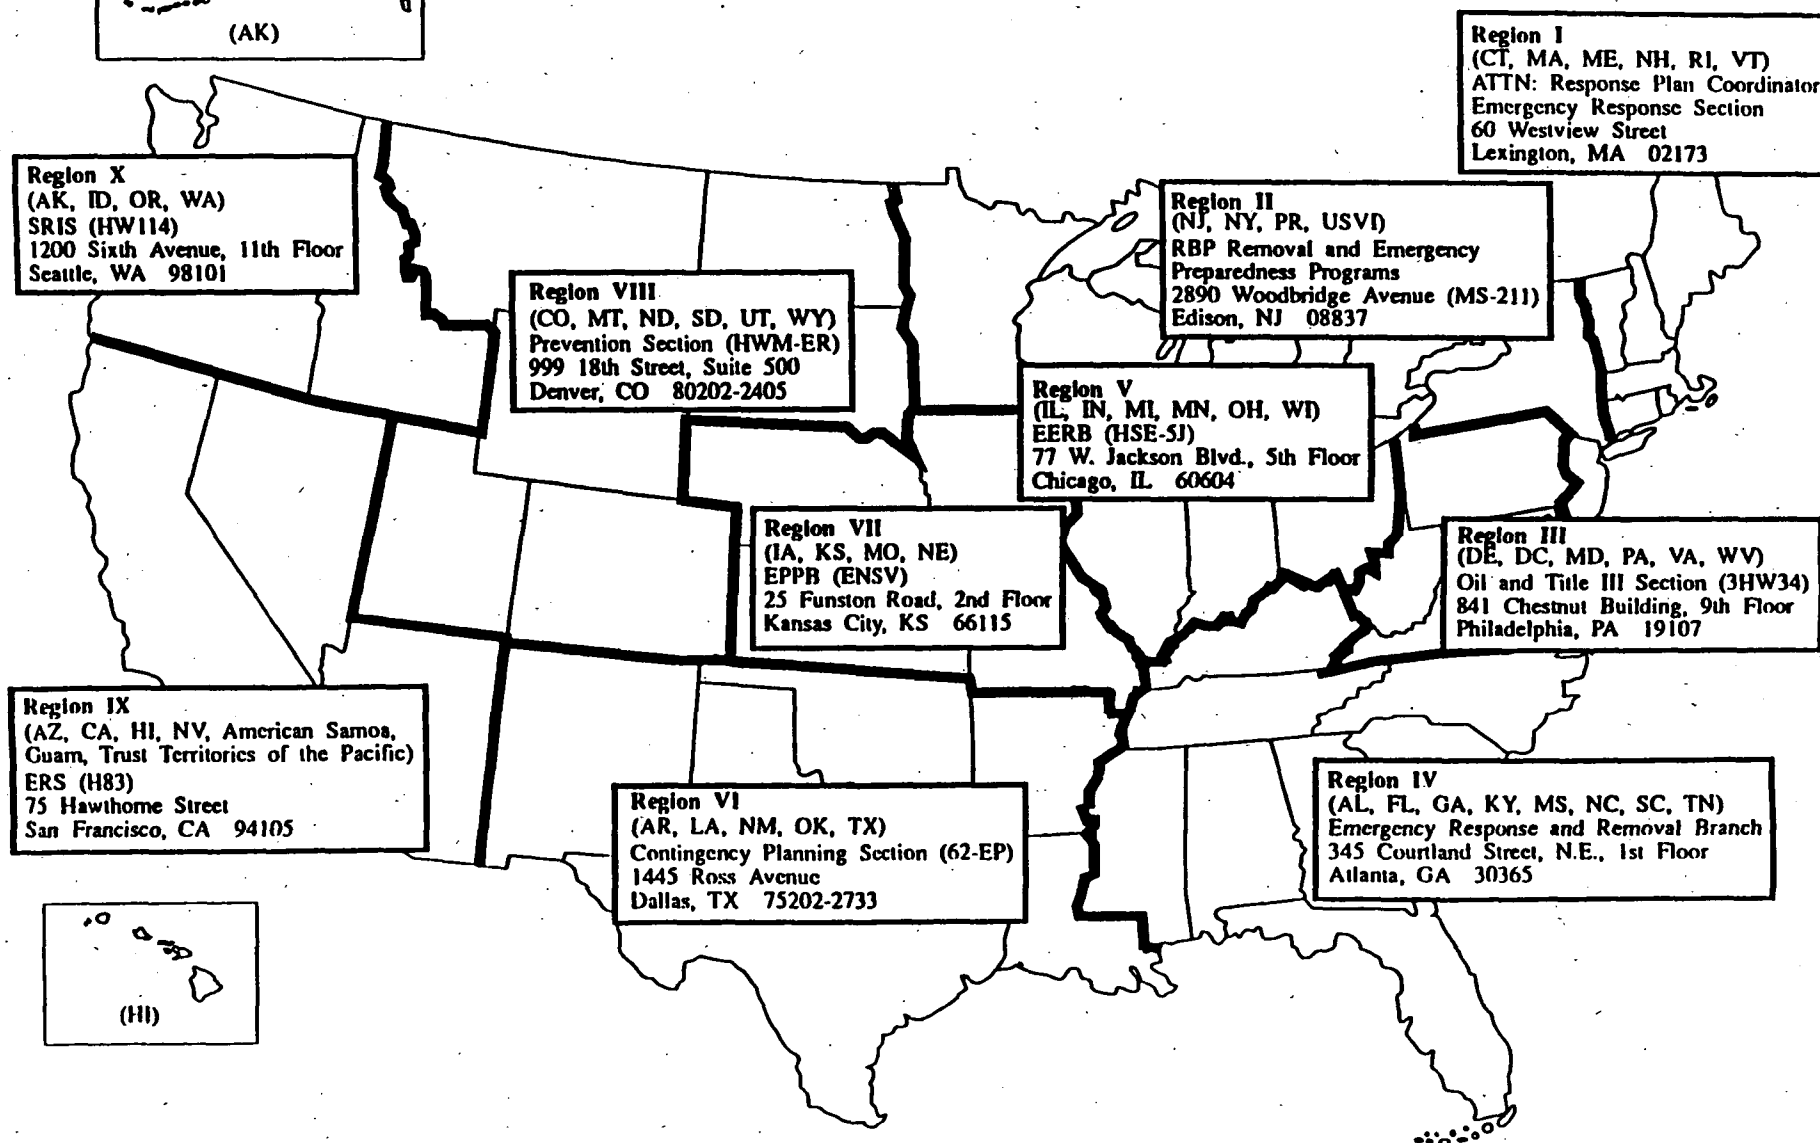 (AK)
Region I
(CT, MA, ME, NH, RI, VT)
ATTN: Response Plan Coordinator
Emergency Response Section
60 Westview Street
Lexington, MA 02173
Region X
(AK, ID, OR, WA)
SRIS (HW114)
1200 Sixth Avenue, 11th Floor
Seattle, WA 98101
Region II
(NJ, NY, PR, USVI)
RBP Removal and Emergency
Preparedness Programs
2890 Woodbridge Avenue (MS-211)
Edison, NJ 08837
Region VIII
(CO, MT, ND, SD, UT, WY)
Prevention Section (HWM-ER)
999 18th Street, Suite 500
Denver, CO 80202-2405
Region V
(IL, IN, MI, MN, OH, WI)
EERB (HSE-5J)
77 W. Jackson Blvd., 5th Floor
Chicago, IL 60604
Region VII
(IA, KS, MO, NE)
EPPB (ENSV)
25 Funston Road, 2nd Floor
Kansas City, KS 66115
Region III
(DE, DC, MD, PA, VA, WV)
Oil and Title III Section (3HW34)
841 Chestnut Building, 9th Floor
Philadelphia, PA 19107
Region IX
(AZ, CA, HI, NV, American Samoa,
Guam, Trust Territories of the Pacific)
ERS (H83)
75 Hawthorne Street
San Francisco, CA 94105
Region VI
(AR, LA, NM, OK, TX)
Contingency Planning Section (62-EP)
1445 Ross Avenue
Dallas, TX 75202-2733
Region IV
(AL, FL, GA, KY, MS, NC, SC, TN)
Emergency Response and Removal Branch
345 Courtland Street, N.E., 1st Floor
Atlanta, GA 30365
(HI)